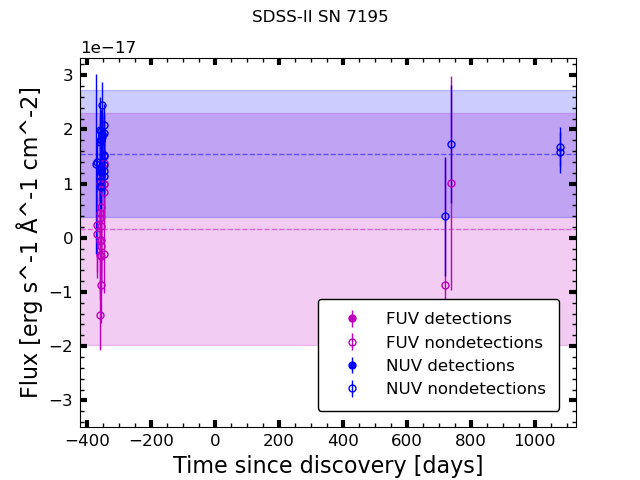 SDSS-II SN 7195
1e−17
Flux [erg s^-1 Å^-1 cm^-2]
3
2
1
0
−1
−2
−3
FUV detections
FUV nondetections
NUV detections
NUV nondetections
−400 −200 0 200 400 600 800 1000
Time since discovery [days]